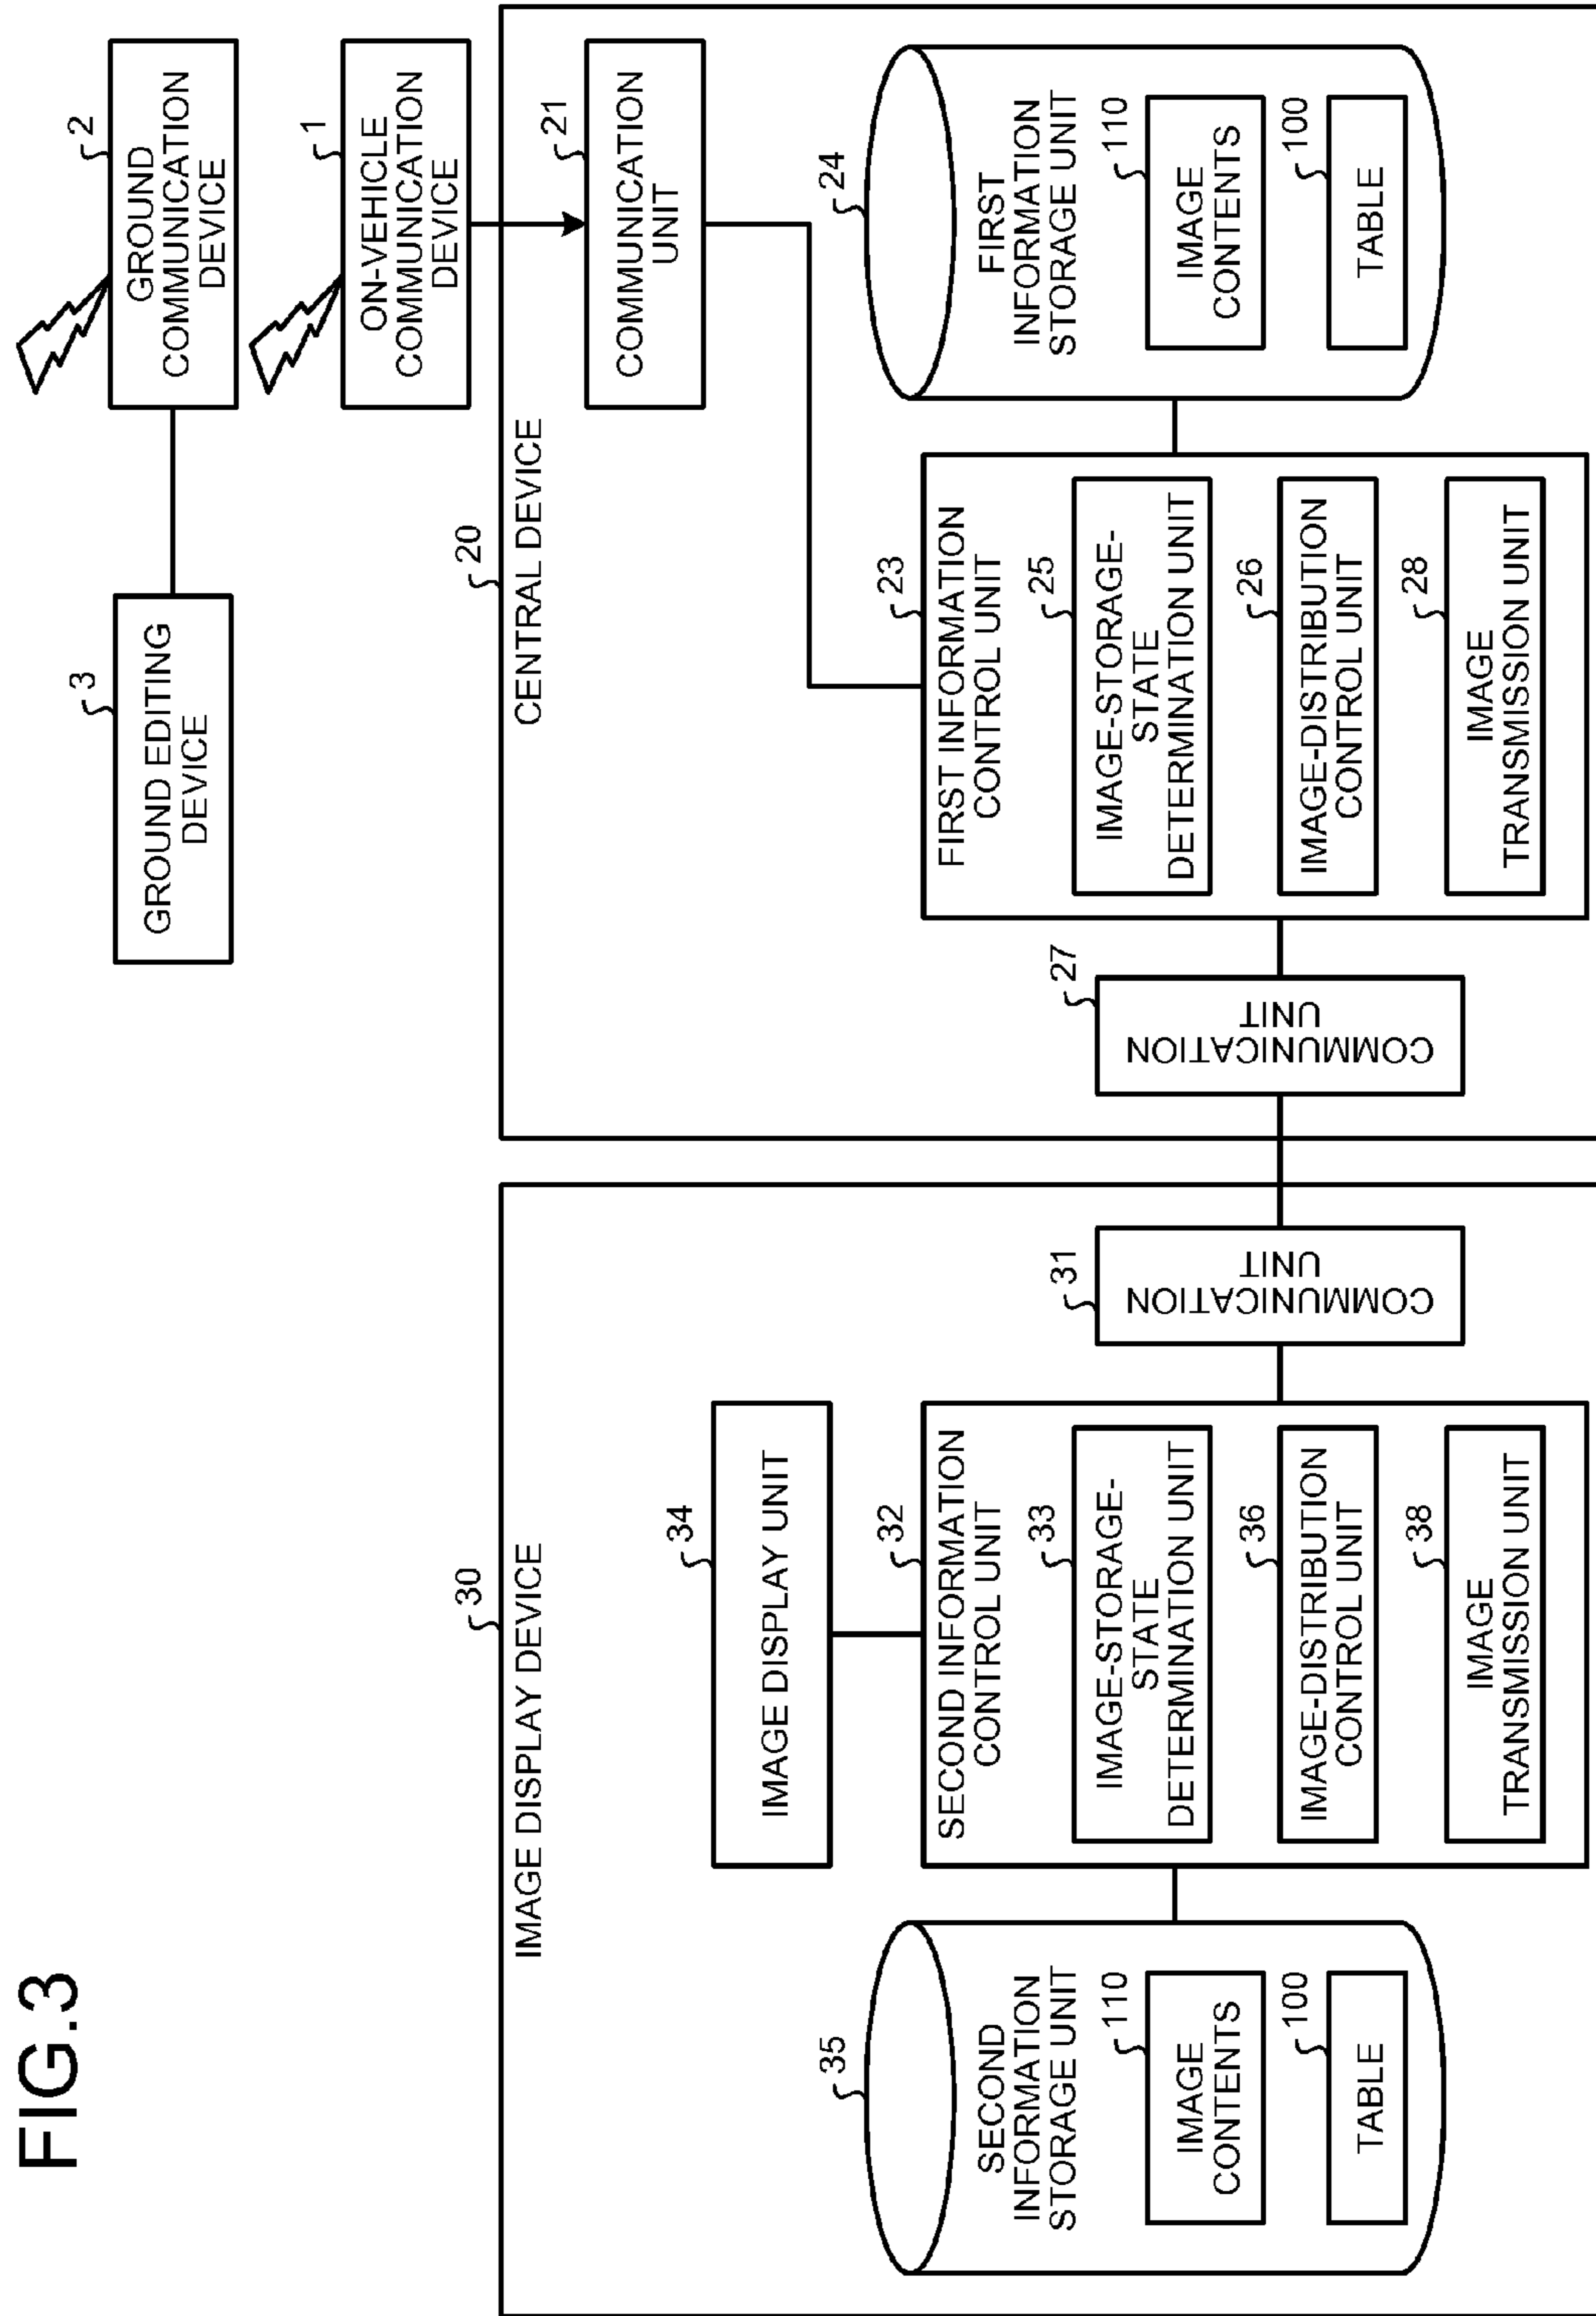 FIG.3
3
GROUND EDITING
DEVICE
2
GROUND
COMMUNICATION
DEVICE
1
ON-VEHICLE
COMMUNICATION
DEVICE
30
IMAGE DISPLAY DEVICE
34
IMAGE DISPLAY UNIT
35
SECOND
INFORMATION
STORAGE UNIT
110
IMAGE
CONTENTS
100
TABLE
32
SECOND INFORMATION
CONTROL UNIT
33
IMAGE-STORAGE-
STATE
DETERMINATION UNIT
36
IMAGE-DISTRIBUTION
CONTROL UNIT
38
IMAGE
TRANSMISSION UNIT
31
COMMUNICATION
UNIT
20
CENTRAL DEVICE
21
COMMUNICATION
UNIT
27
COMMUNICATION
UNIT
23
FIRST INFORMATION
CONTROL UNIT
25
IMAGE-STORAGE-
STATE
DETERMINATION UNIT
26
IMAGE-DISTRIBUTION
CONTROL UNIT
28
IMAGE
TRANSMISSION UNIT
24
FIRST
INFORMATION
STORAGE UNIT
110
IMAGE
CONTENTS
100
TABLE